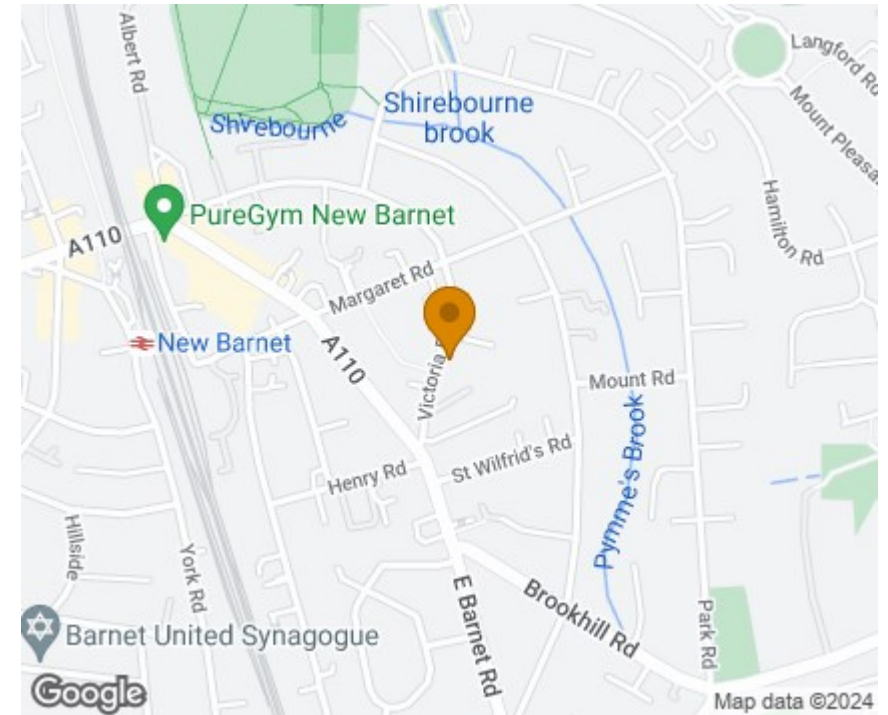 Albert Rd
Langford Rd
Shirebourne
brook
Shirebourne
Mount Pleasa
PureGym New Barnet
A110
Hamilton Rd
Margaret Rd
New Barnet
A110
Victoria
Mount Rd
St Wilfrid's Rd
Henry Rd
Pymme's Brook
Hillside
York Rd
E Barnet Rd
Brookhill Rd
Park Rd
Barnet United Synagogue
Google
Map data ©2024